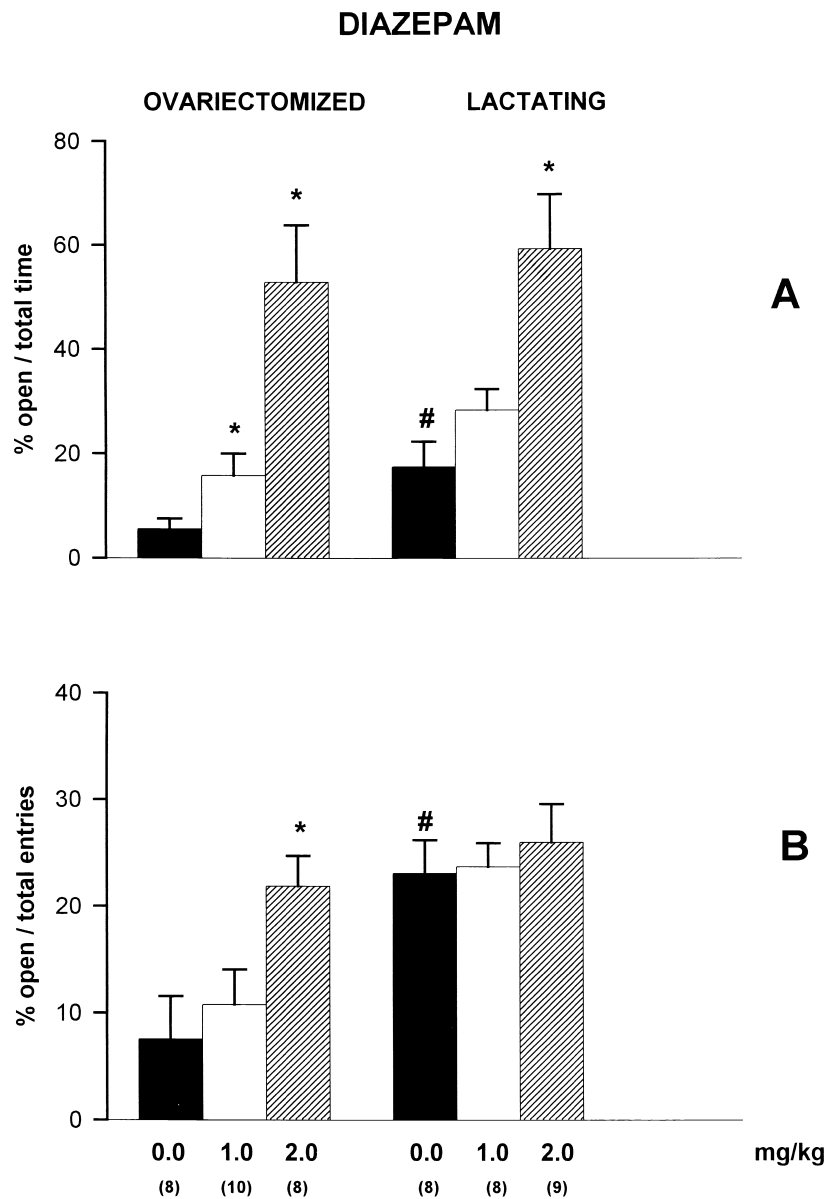 DIAZEPAM
OVARIECTOMIZED LACTATING
80
60
40
20
0
% open / total time
* * # *
A
40
30
20
10
0
% open / total entries
* #
B
0.0 1.0 2.0 0.0 1.0 2.0 mg/kg
(8) (10) (8) (8) (8) (9)